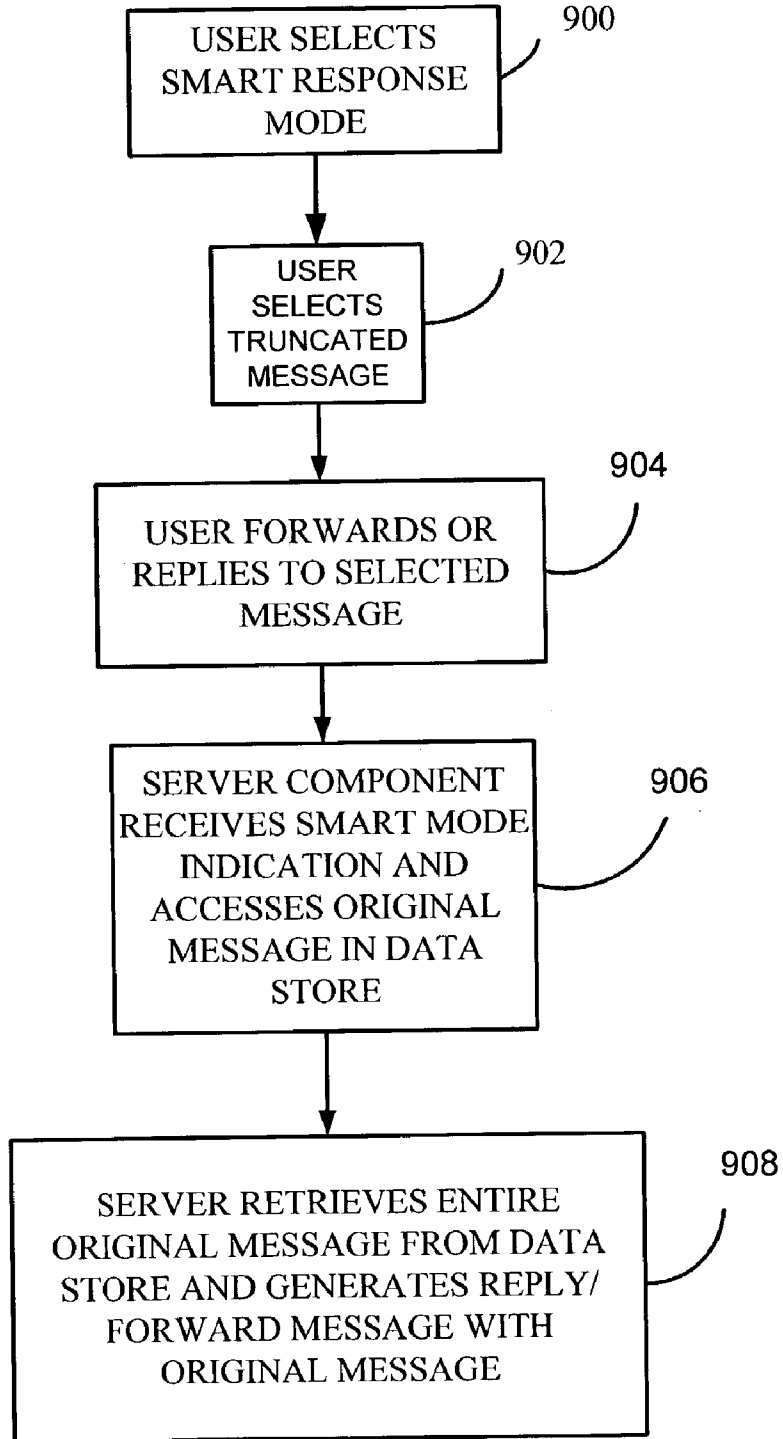 USER SELECTS
SMART RESPONSE
MODE
900
USER
SELECTS
TRUNCATED
MESSAGE
902
USER FORWARDS OR
REPLIES TO SELECTED
MESSAGE
904
SERVER COMPONENT
RECEIVES SMART MODE
INDICATION AND
ACCESSES ORIGINAL
MESSAGE IN DATA
STORE
906
SERVER RETRIEVES ENTIRE
ORIGINAL MESSAGE FROM DATA
STORE AND GENERATES REPLY/
FORWARD MESSAGE WITH
ORIGINAL MESSAGE
908